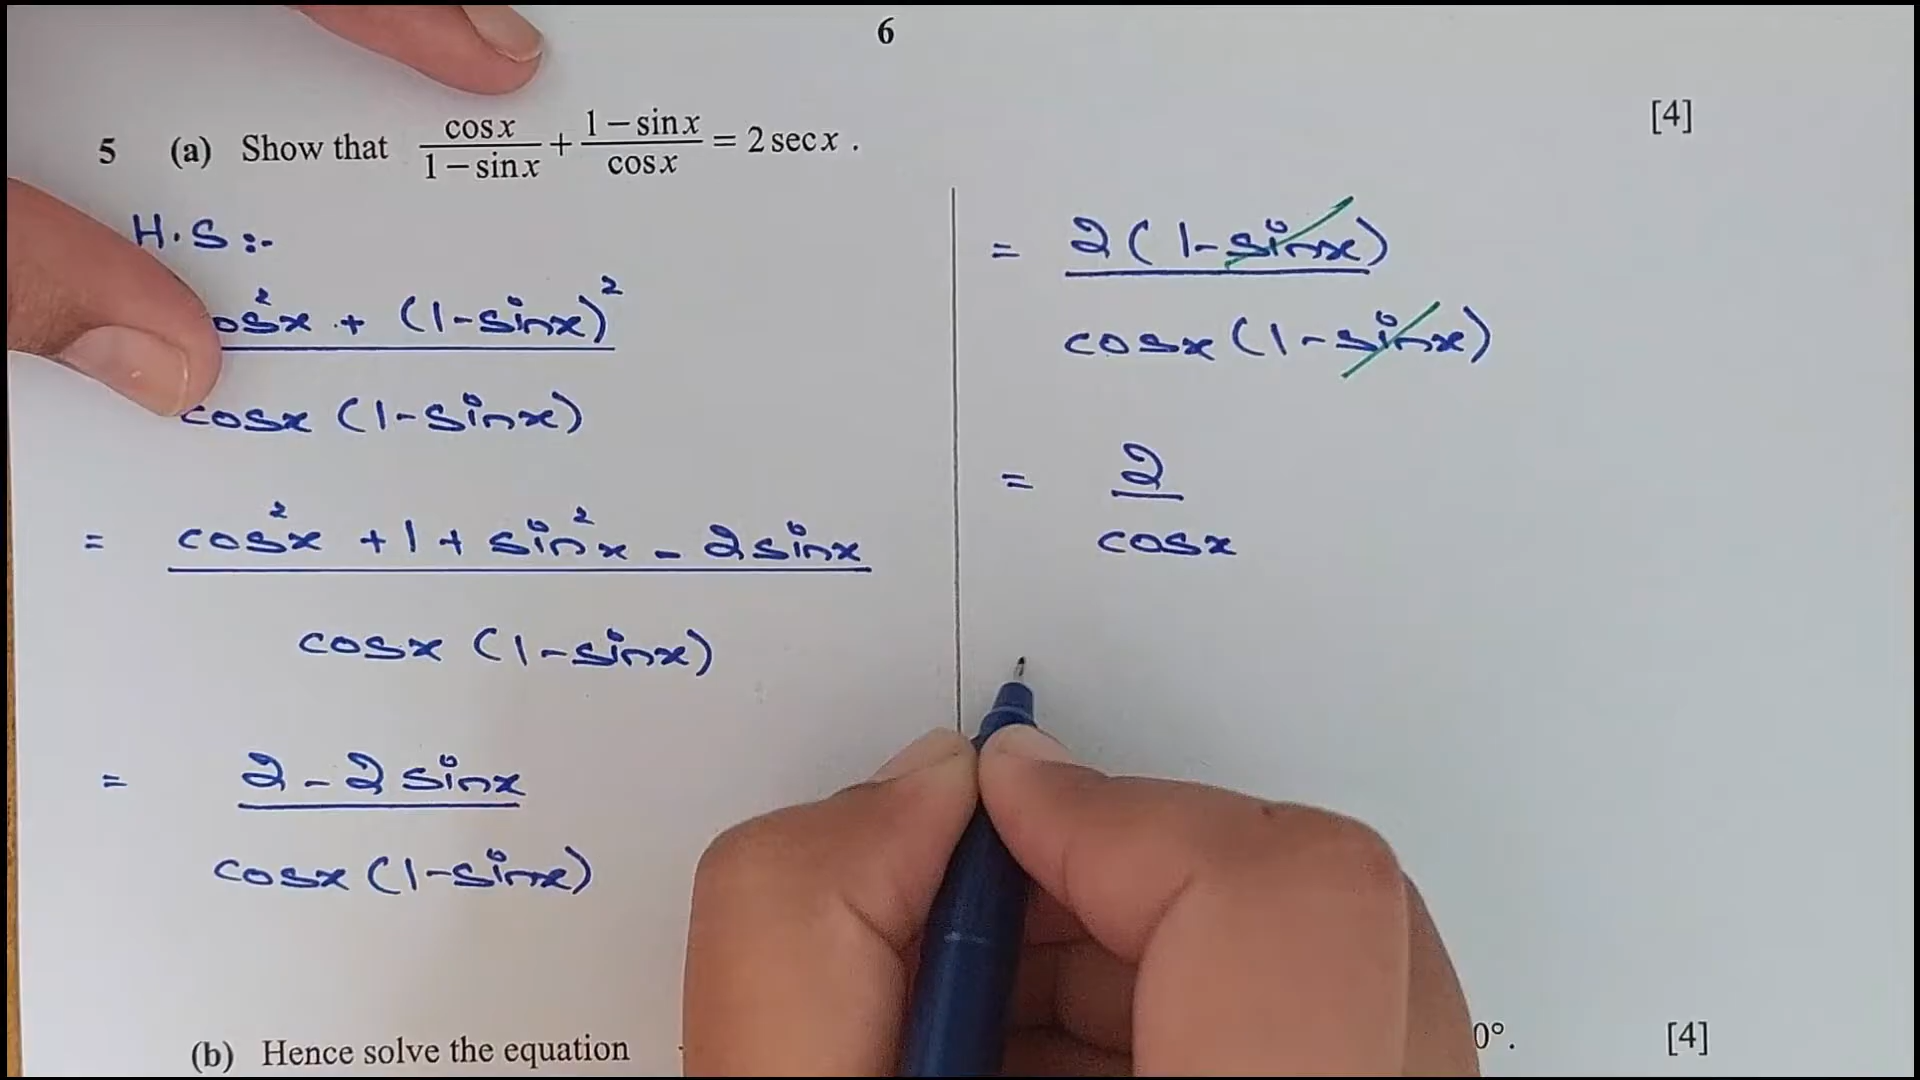 6
5 (a) Show that cos x / (1 − sin x) + (1 − sin x) / cos x = 2 sec x . [4]
H.S :-
os²x + (1-sinx)²
cosx (1-sinx)
= cos²x + 1 + sin²x - 2sinx
cosx (1-sinx)
= 2 - 2 sinx
cosx (1-sinx)
= 2 (1-sinx)
cosx (1-sinx)
= 2
cosx
(b) Hence solve the equation 0°. [4]